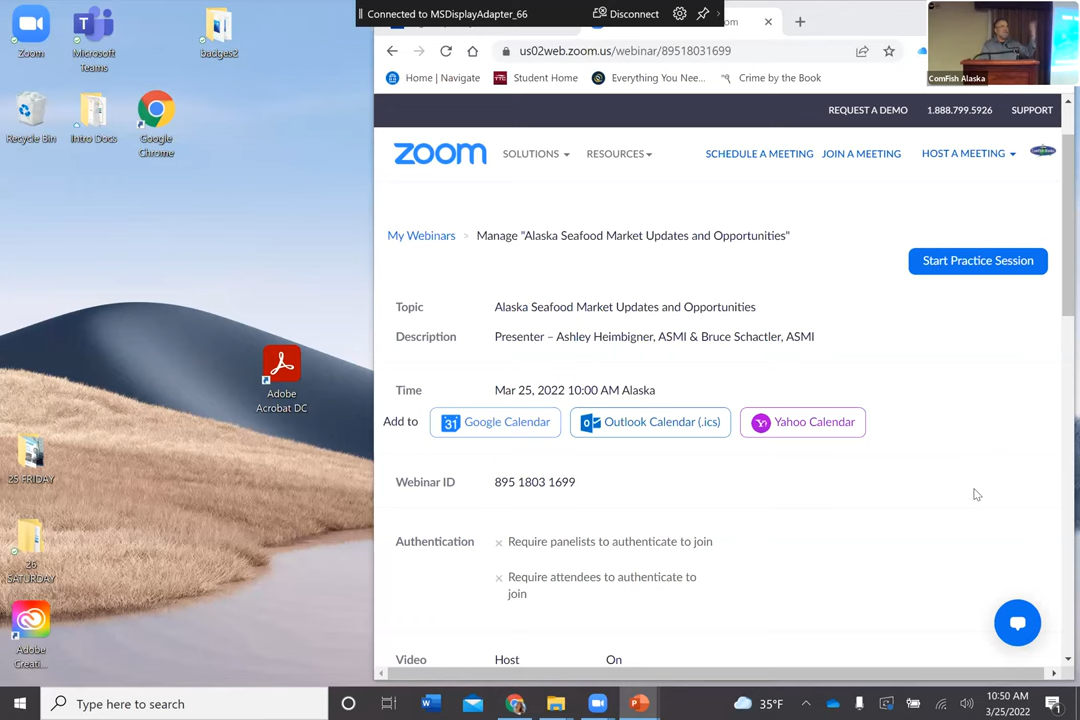 Connected to MSDisplayAdapter_66
Disconnect
om
us02web.zoom.us/webinar/89518031699
Home | Navigate
Student Home
Everything You Nee...
Crime by the Book
ComFish Alaska
REQUEST A DEMO
1.888.799.5926
SUPPORT
zoom
SOLUTIONS
RESOURCES
SCHEDULE A MEETING
JOIN A MEETING
HOST A MEETING
My Webinars > Manage "Alaska Seafood Market Updates and Opportunities"
Start Practice Session
Topic
Alaska Seafood Market Updates and Opportunities
Description
Presenter – Ashley Heimbigner, ASMI & Bruce Schactler, ASMI
Time
Mar 25, 2022 10:00 AM Alaska
Add to
31 Google Calendar
Outlook Calendar (.ics)
Yahoo Calendar
Webinar ID
895 1803 1699
Authentication
Require panelists to authenticate to join
Require attendees to authenticate to
join
Video
Host
On
Zoom
Microsoft
Teams
badges2
Recycle Bin
Intro Docs
Google
Chrome
Adobe
Acrobat DC
25 FRIDAY
26
SATURDAY
Adobe
Creati...
Type here to search
35°F
10:50 AM
3/25/2022
1